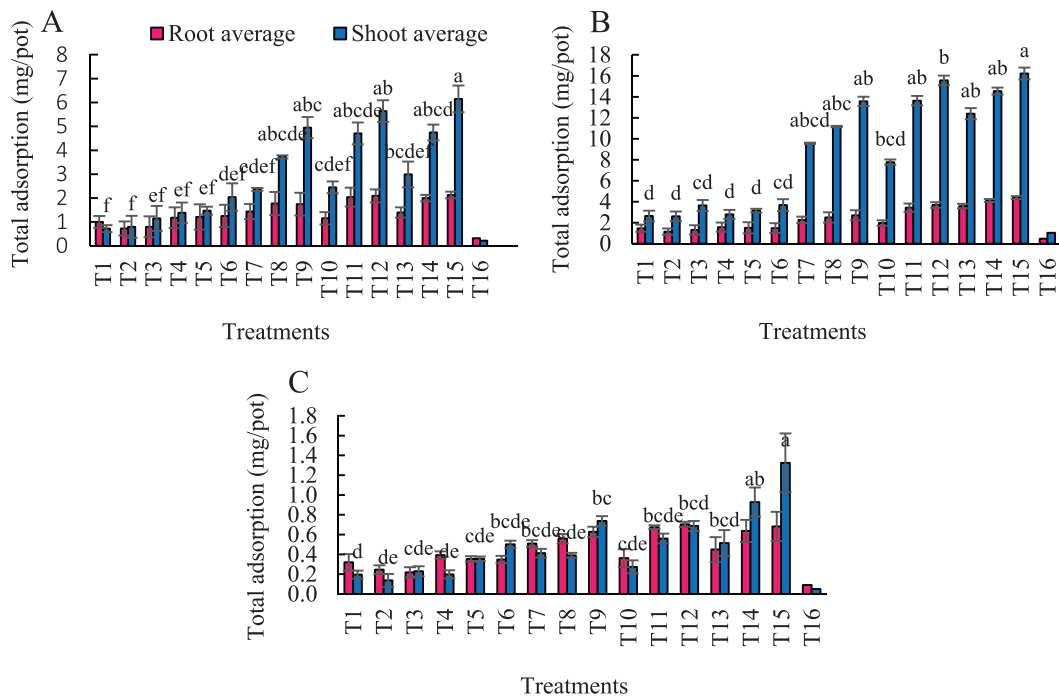 A
Root average Shoot average
Total adsorption (mg/pot)
8
7
6
5
4
3
2
1
0
f f ef ef ef def cdef abcde abc cdef abcde ab bcdef abcd a
T1 T2 T3 T4 T5 T6 T7 T8 T9 T10 T11 T12 T13 T14 T15 T16
Treatments
B
Total adsorption (mg/pot)
18
16
14
12
10
8
6
4
2
0
d d cd d d cd abcd abc ab bcd ab b ab ab a
T1 T2 T3 T4 T5 T6 T7 T8 T9 T10 T11 T12 T13 T14 T15 T16
Treatments
C
Total adsorption (mg/pot)
1.8
1.6
1.4
1.2
1.0
0.8
0.6
0.4
0.2
0.0
d de cde de cde bcde bcde cde bc cde bcde bcd bcd ab a
T1 T2 T3 T4 T5 T6 T7 T8 T9 T10 T11 T12 T13 T14 T15 T16
Treatments